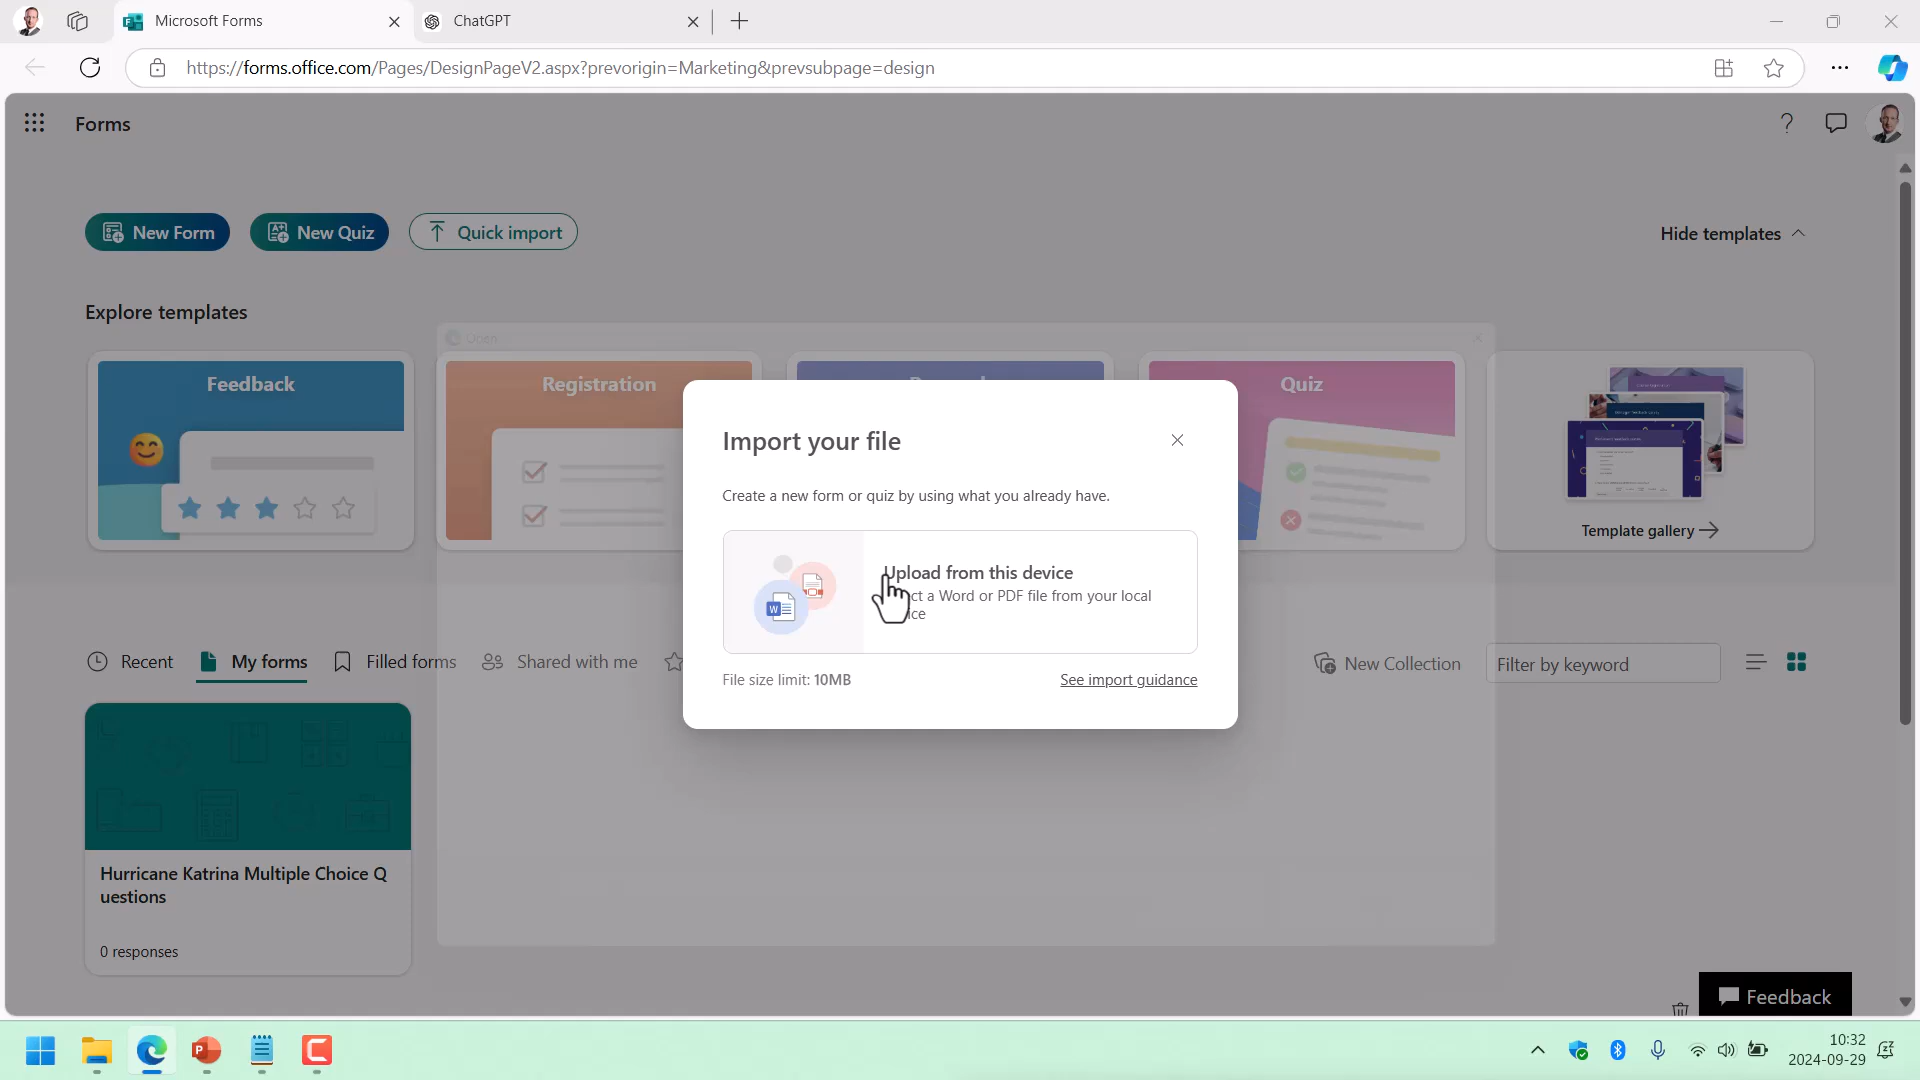 Microsoft Forms
ChatGPT
https://forms.office.com/Pages/DesignPageV2.aspx?prevorigin=Marketing&prevsubpage=design
Forms
New Form
New Quiz
Quick import
Hide templates
Explore templates
Open
Feedback
Registration
Quiz
Template gallery
Import your file
Create a new form or quiz by using what you already have.
Upload from this device
a Word or PDF file from your local
File size limit: 10MB
See import guidance
Recent
My forms
Filled forms
Shared with me
New Collection
Filter by keyword
Hurricane Katrina Multiple Choice Q
uestions
0 responses
Feedback
10:32
2024-09-29